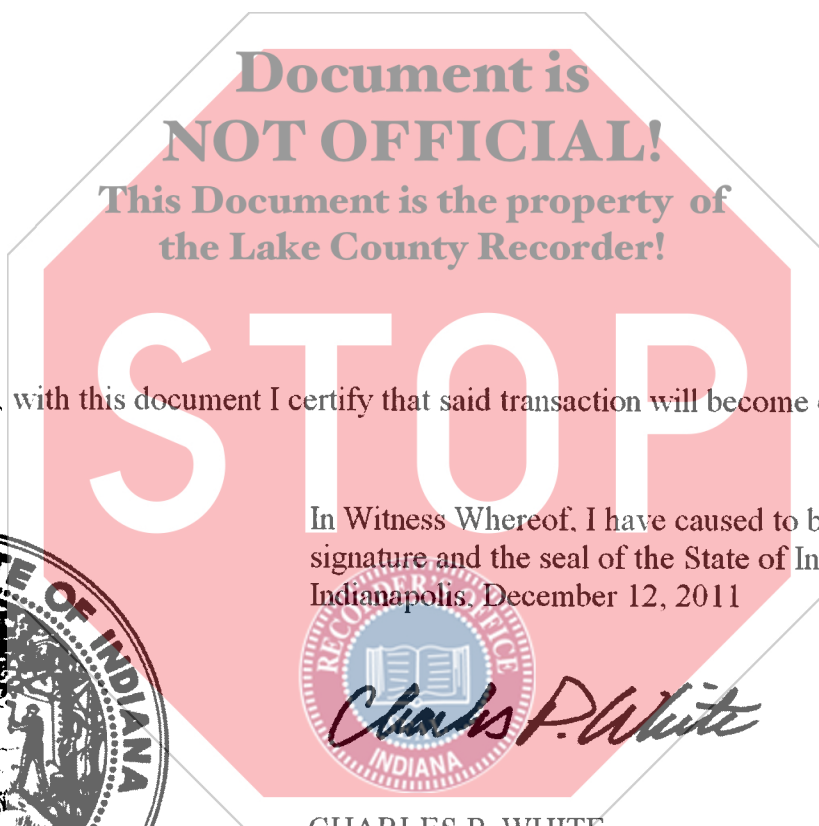 Document is
NOT OFFICIAL!
This Document is the property of
the Lake County Recorder!
STOP
, with this document I certify that said transaction will become
In Witness Whereof, I have caused to b
signature and the seal of the State of In
Indianapolis, December 12, 2011
E OF INDIANA
RECORDER'S OFFICE
INDIANA
Charles P. White
CHARLES P. WHITE